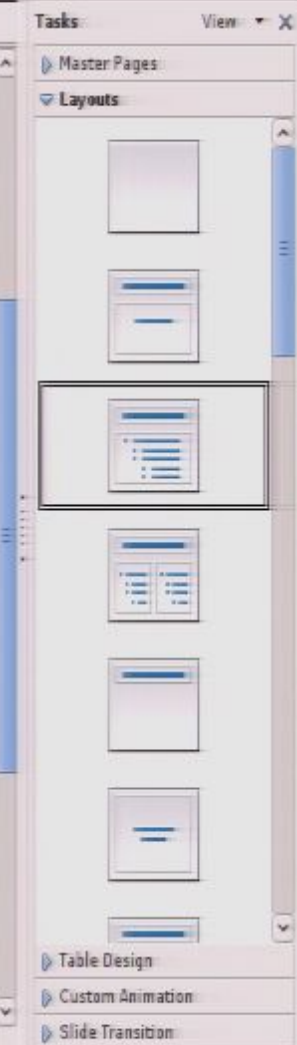 Tasks View
Master Pages
Layouts
Table Design
Custom Animation
Slide Transition